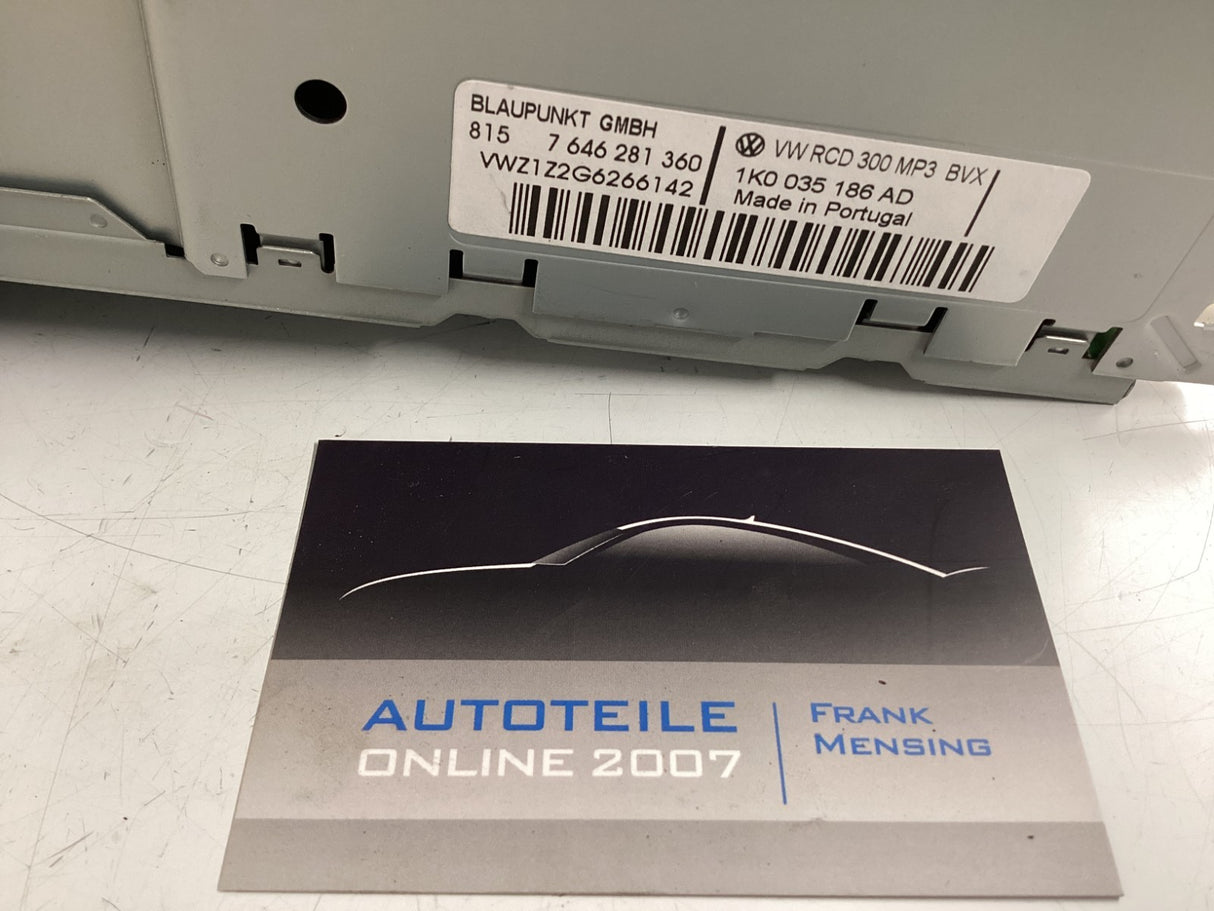 BLAUPUNKT GMBH
815 7 646 281 360
VWZ1Z2G6266142
VW RCD 300 MP3 BVX
1K0 035 186 AD
Made in Portugal
AUTOTEILE
ONLINE 2007
FRANK
MENSING